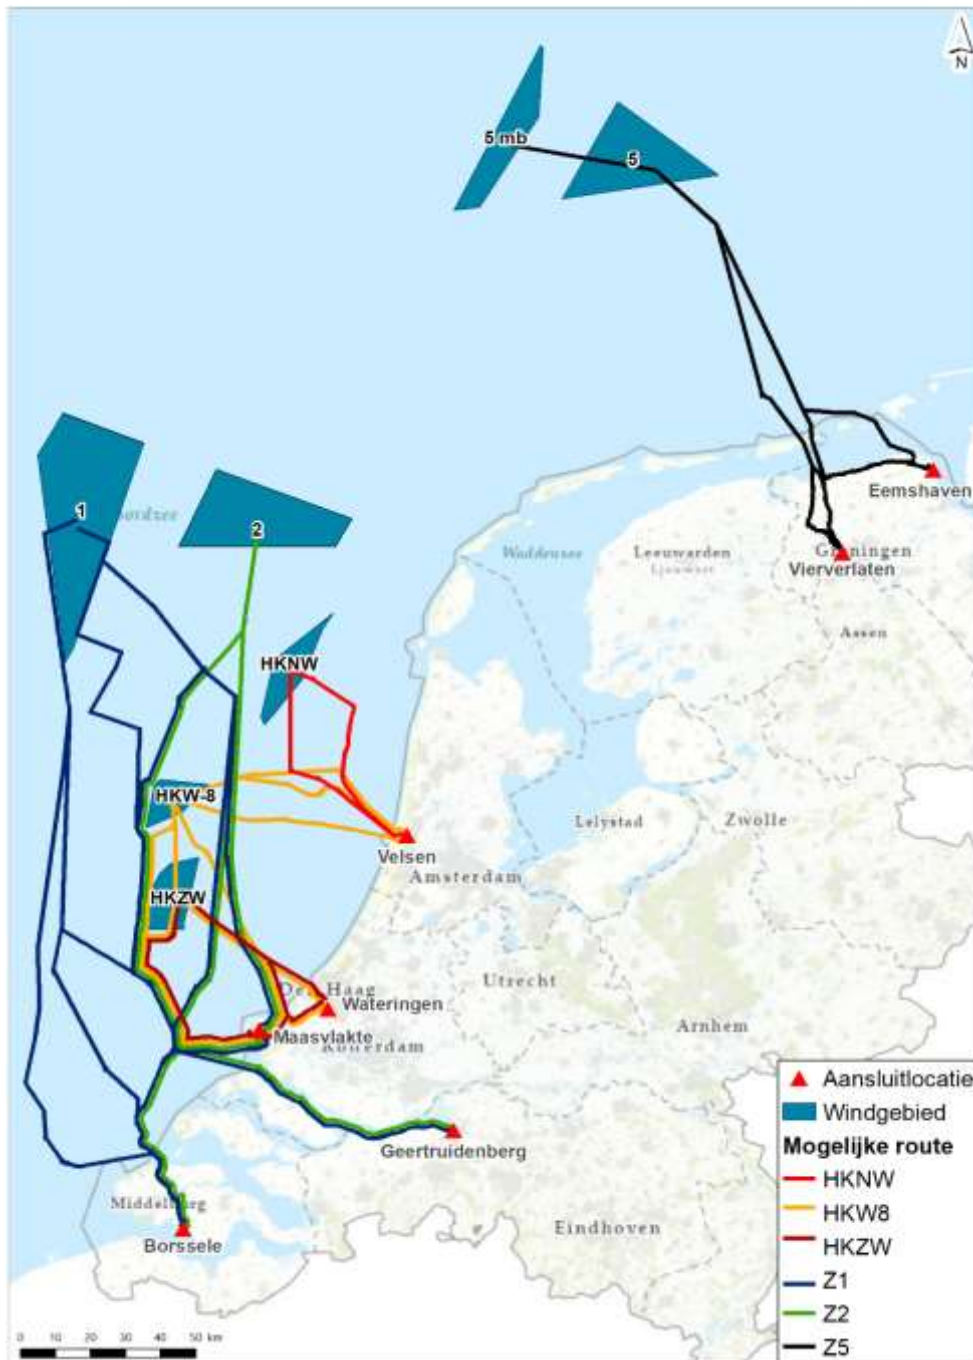 N
5 mb
5
Eemshaven
Groningen
Vierverlaten
Waddenzee
Leeuwarden
Ljouwert
Assen
1
Noordzee
2
HKNW
HKW-8
Velsen
Lelystad
Zwolle
Amsterdam
HKZW
Den Haag
Utrecht
Wateringen
Maasvlakte
Rotterdam
Arnhem
Geertruidenberg
Middelburg
Borssele
Eindhoven
Aansluitlocatie
Windgebied
Mogelijke route
HKNW
HKW8
HKZW
Z1
Z2
Z5
0 10 20 30 40 50 km